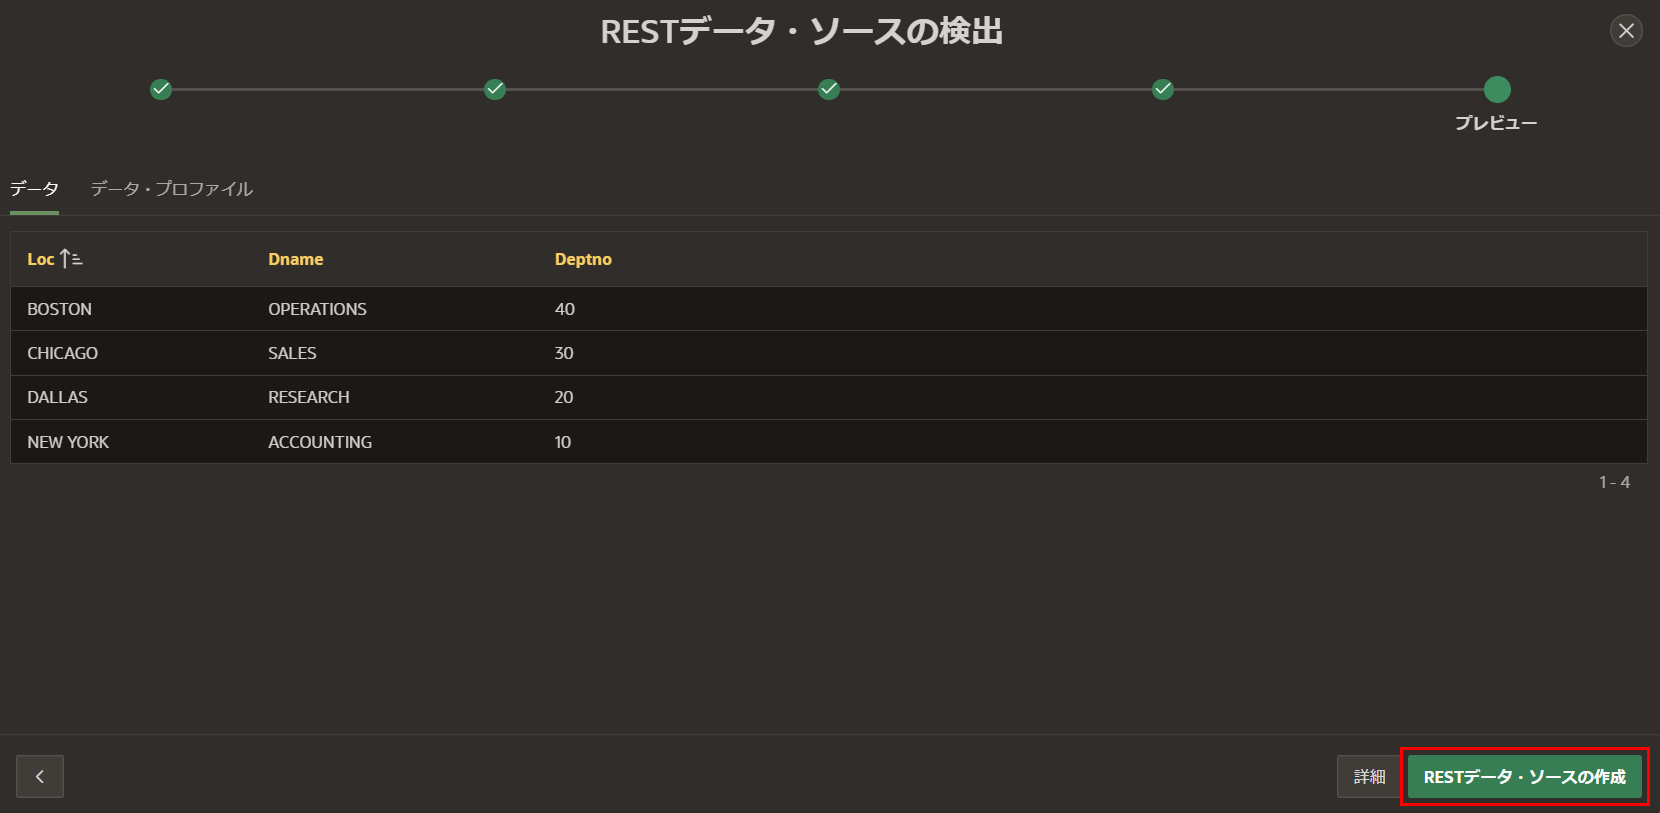 RESTデータ・ソースの検出
プレビュー
データ データ・プロファイル
Loc Dname Deptno
BOSTON OPERATIONS 40
CHICAGO SALES 30
DALLAS RESEARCH 20
NEW YORK ACCOUNTING 10
1 - 4
詳細 RESTデータ・ソースの作成